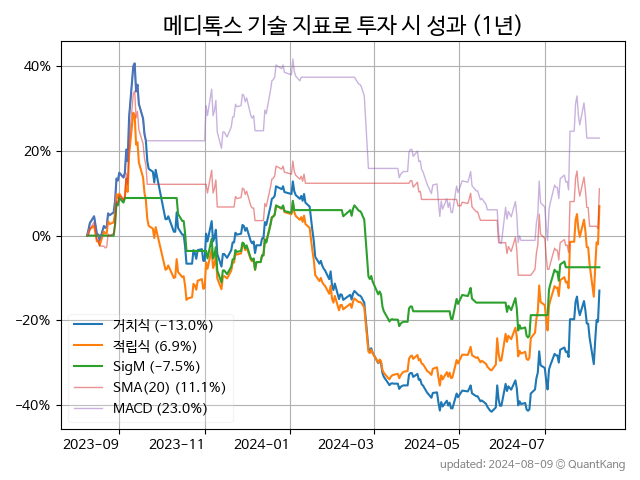 메디톡스 기술 지표로 투자 시 성과 (1년)
40%
20%
0%
−20%
−40%
거치식 (−13.0%)
적립식 (6.9%)
SigM (−7.5%)
SMA(20) (11.1%)
MACD (23.0%)
2023-09
2023-11
2024-01
2024-03
2024-05
2024-07
updated: 2024-08-09 © QuantKang